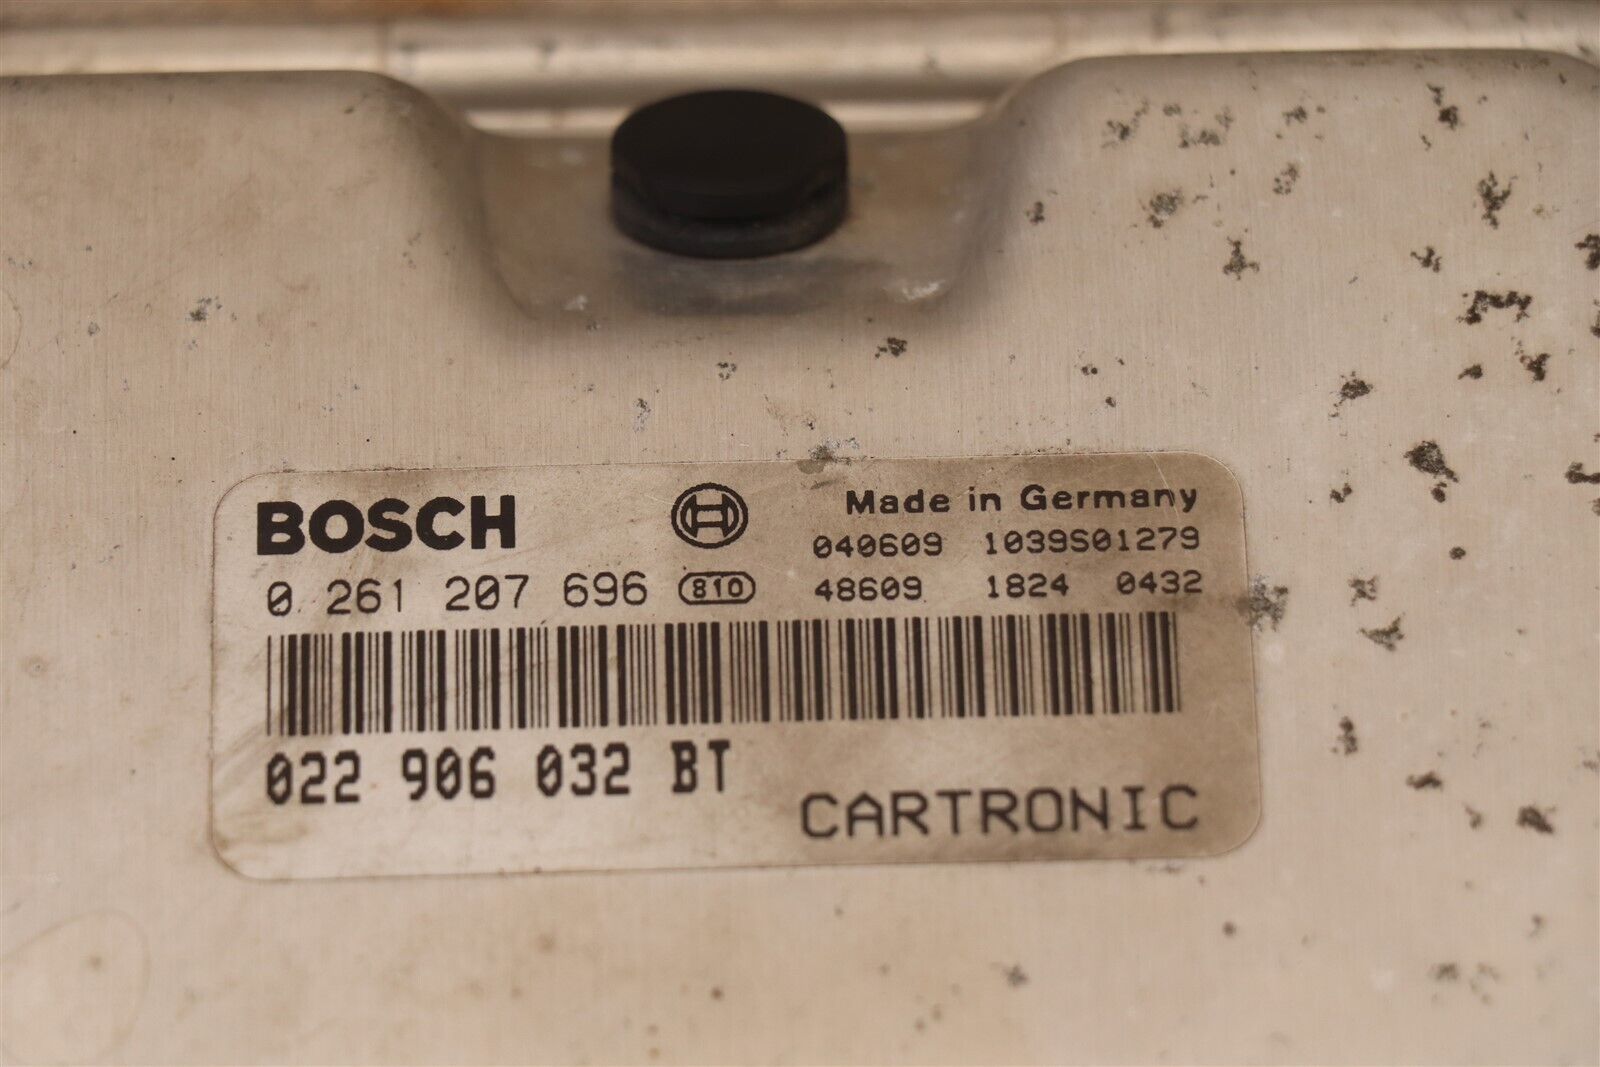 BOSCH
Made in Germany
040609 1039S01279
0 261 207 696 810 48609 1824 0432
022 906 032 BT
CARTRONIC